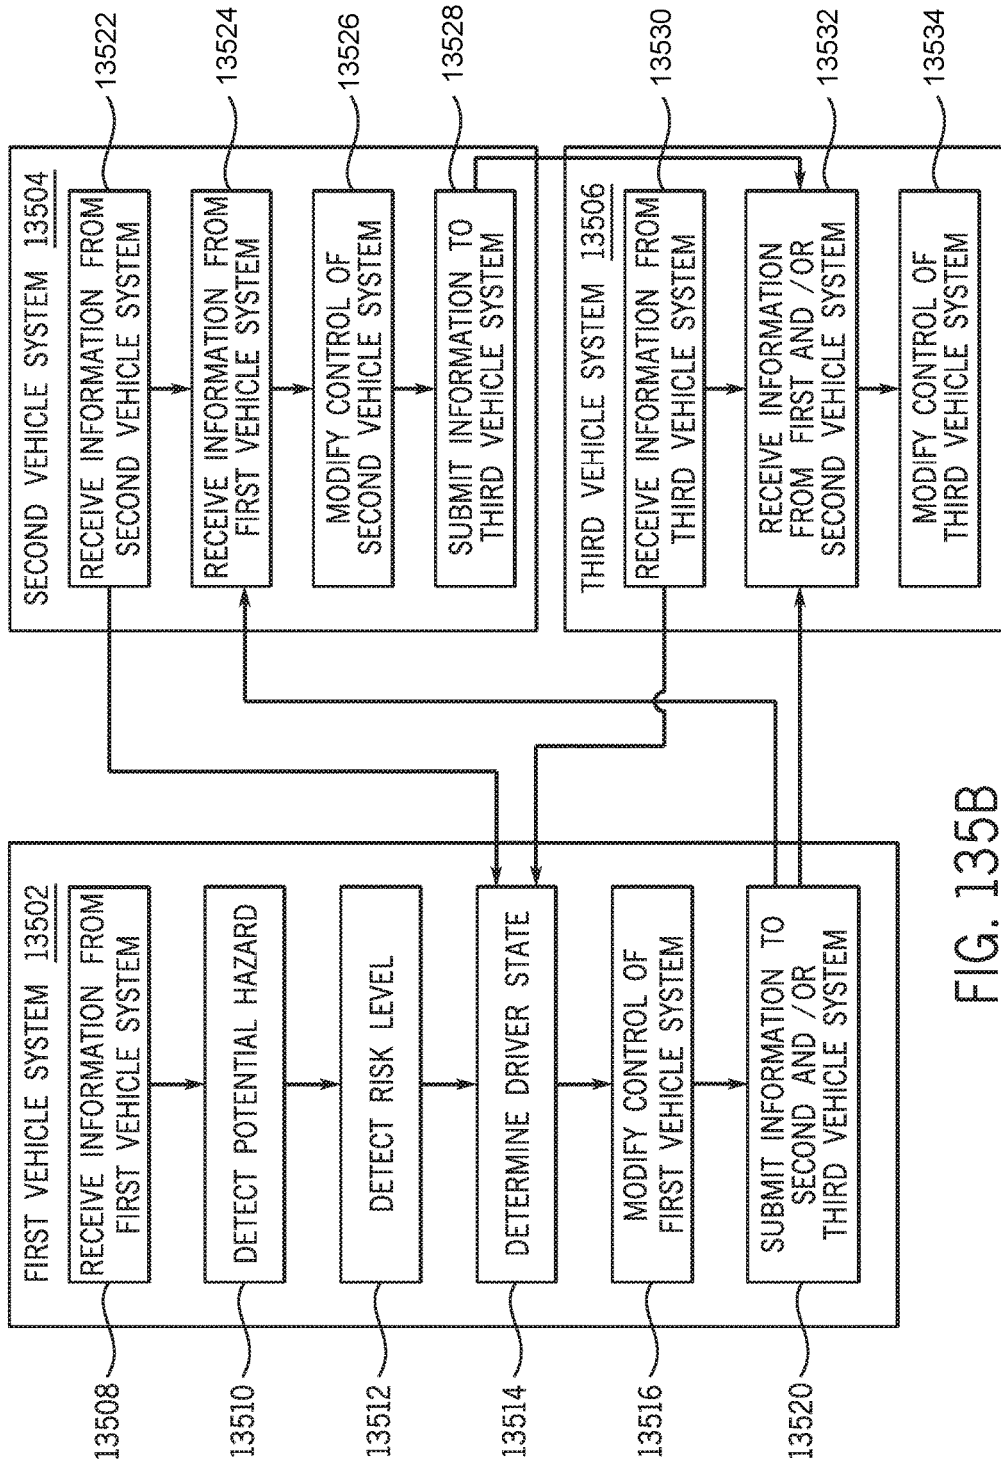 FIRST VEHICLE SYSTEM 13502
RECEIVE INFORMATION FROM
FIRST VEHICLE SYSTEM
13508
DETECT POTENTIAL HAZARD
13510
DETECT RISK LEVEL
13512
DETERMINE DRIVER STATE
13514
MODIFY CONTROL OF
FIRST VEHICLE SYSTEM
13516
SUBMIT INFORMATION TO
SECOND AND /OR
THIRD VEHICLE SYSTEM
13520
SECOND VEHICLE SYSTEM 13504
RECEIVE INFORMATION FROM
SECOND VEHICLE SYSTEM
13522
RECEIVE INFORMATION FROM
FIRST VEHICLE SYSTEM
13524
MODIFY CONTROL OF
SECOND VEHICLE SYSTEM
13526
SUBMIT INFORMATION TO
THIRD VEHICLE SYSTEM
13528
THIRD VEHICLE SYSTEM 13506
RECEIVE INFORMATION FROM
THIRD VEHICLE SYSTEM
13530
RECEIVE INFORMATION
FROM FIRST AND /OR
SECOND VEHICLE SYSTEM
13532
MODIFY CONTROL OF
THIRD VEHICLE SYSTEM
13534
FIG. 135B